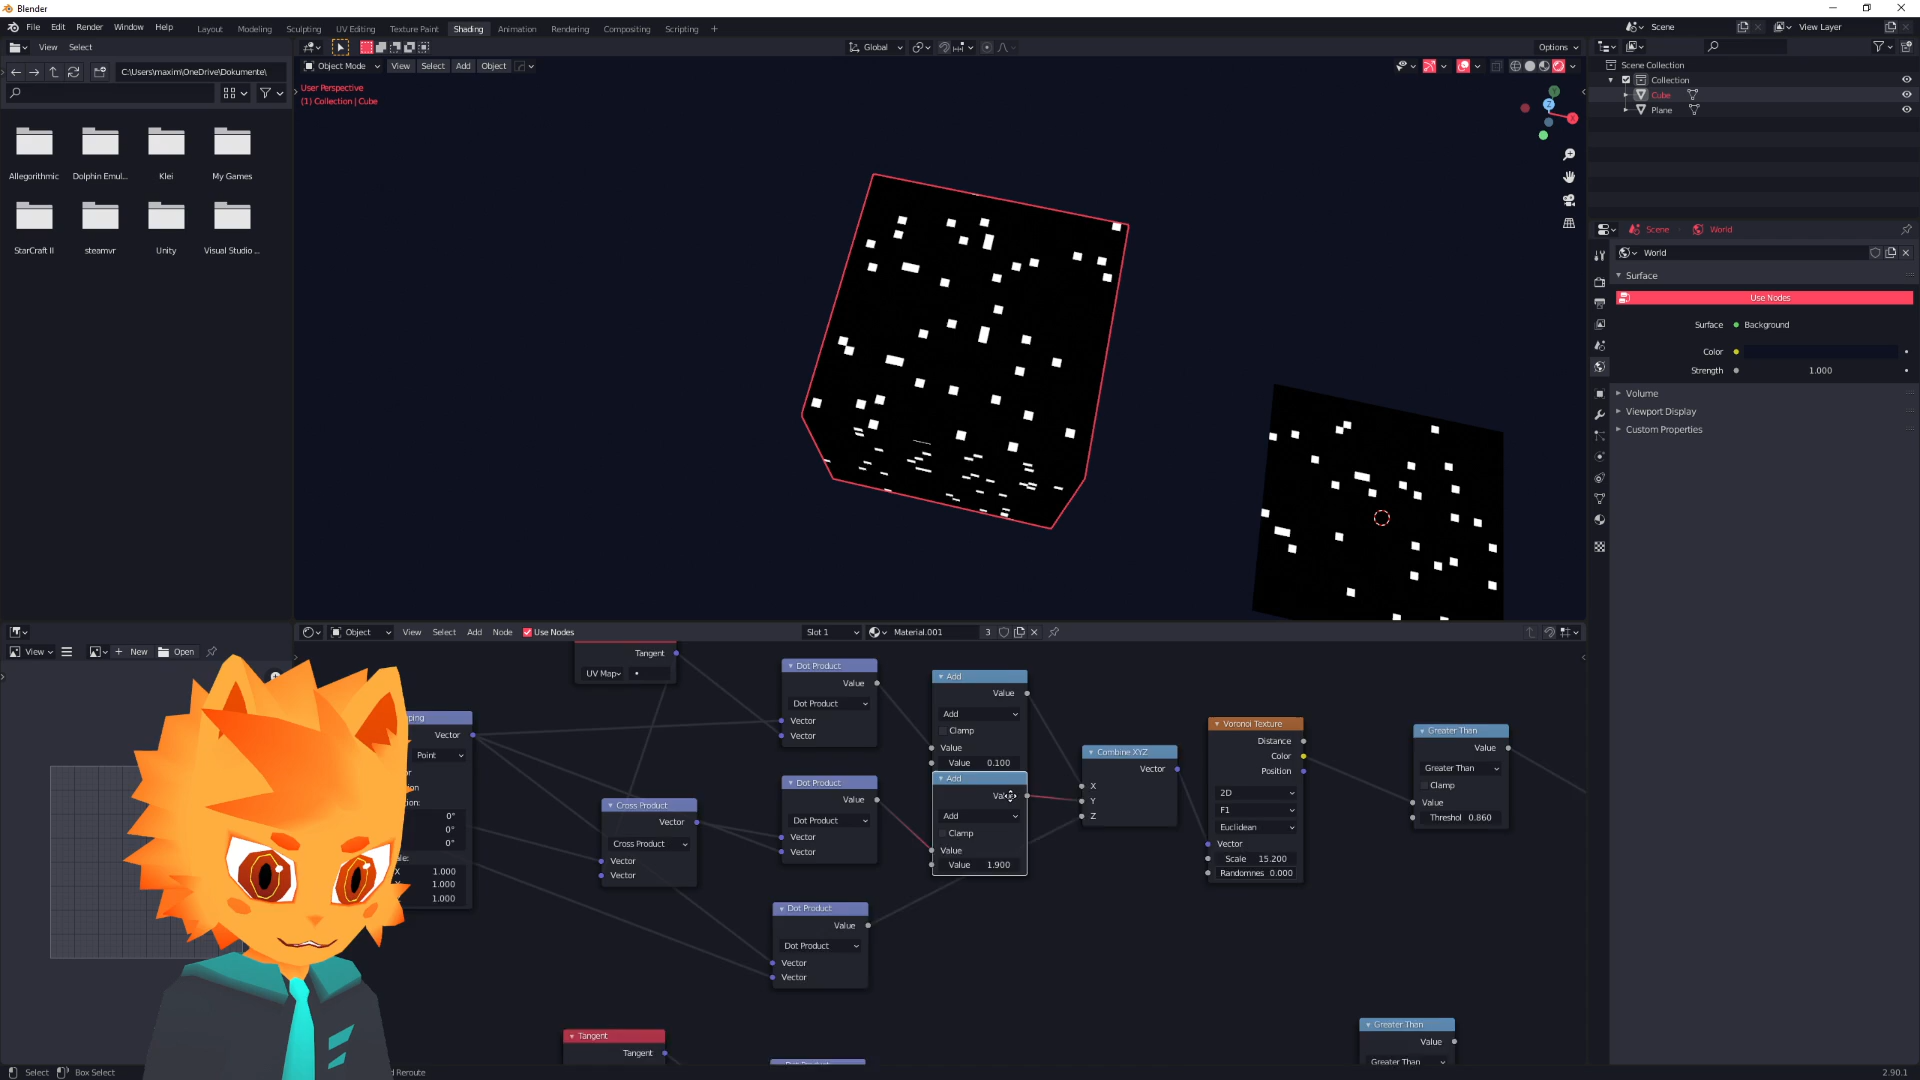 Blender
File Edit Render Window Help
Layout Modeling Sculpting UV Editing Texture Paint Shading Animation Rendering Compositing Scripting +
Scene
View Layer
View Select
Global
Options
C:\Users\maxim\OneDrive\Dokumente\
Object Mode View Select Add Object
User Perspective
(1) Collection | Cube
Allegorithmic Dolphin Emul... Klei My Games
StarCraft II steamvr Unity Visual Studio ...
Scene Collection
Collection
Cube
Plane
Scene World
World
Surface
Use Nodes
Surface Background
Color
Strength 1.000
Volume
Viewport Display
Custom Properties
Z
X
Object View Select Add Node Use Nodes
Slot 1
Material.001 3
View
New Open
Tangent
UV Map
ping
Vector
Point
0°
0°
0°
X 1.000
1.000
1.000
Cross Product
Vector
Cross Product
Vector
Vector
Dot Product
Value
Dot Product
Vector
Vector
Dot Product
Value
Dot Product
Vector
Vector
Dot Product
Value
Dot Product
Vector
Vector
Add
Value
Add
Clamp
Value
Value 0.100
Add
Add
Clamp
Value
Value 1.900
Combine XYZ
Vector
X
Y
Z
Voronoi Texture
Distance
Color
Position
2D
F1
Euclidean
Vector
Scale 15.200
Randomnes 0.000
Greater Than
Value
Greater Than
Clamp
Value
Threshol 0.860
Tangent
Tangent
Greater Than
Value
Greater Than
Select Box Select
d Reroute
2.90.1